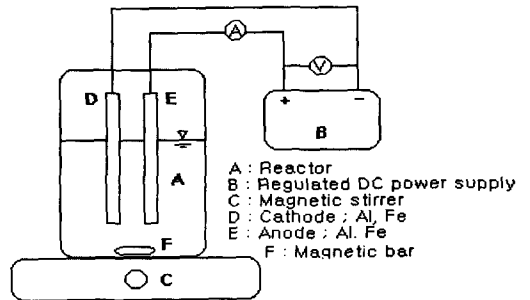 A
V
D
E
+ −
B
A
F
C
A : Reactor
B : Regulated DC power supply
C : Magnetic stirrer
D : Cathode ; Al, Fe
E : Anode ; Al. Fe
F : Magnetic bar